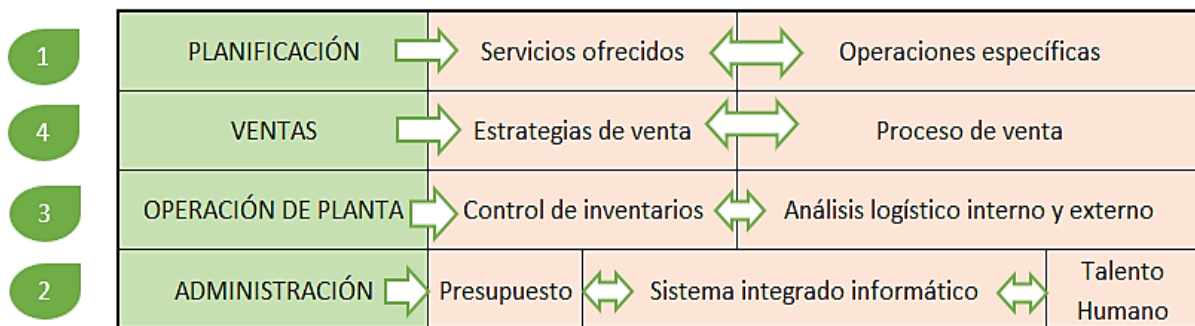 1 PLANIFICACIÓN Servicios ofrecidos Operaciones específicas
4 VENTAS Estrategias de venta Proceso de venta
3 OPERACIÓN DE PLANTA Control de inventarios Análisis logístico interno y externo
2 ADMINISTRACIÓN Presupuesto Sistema integrado informático Talento
Humano